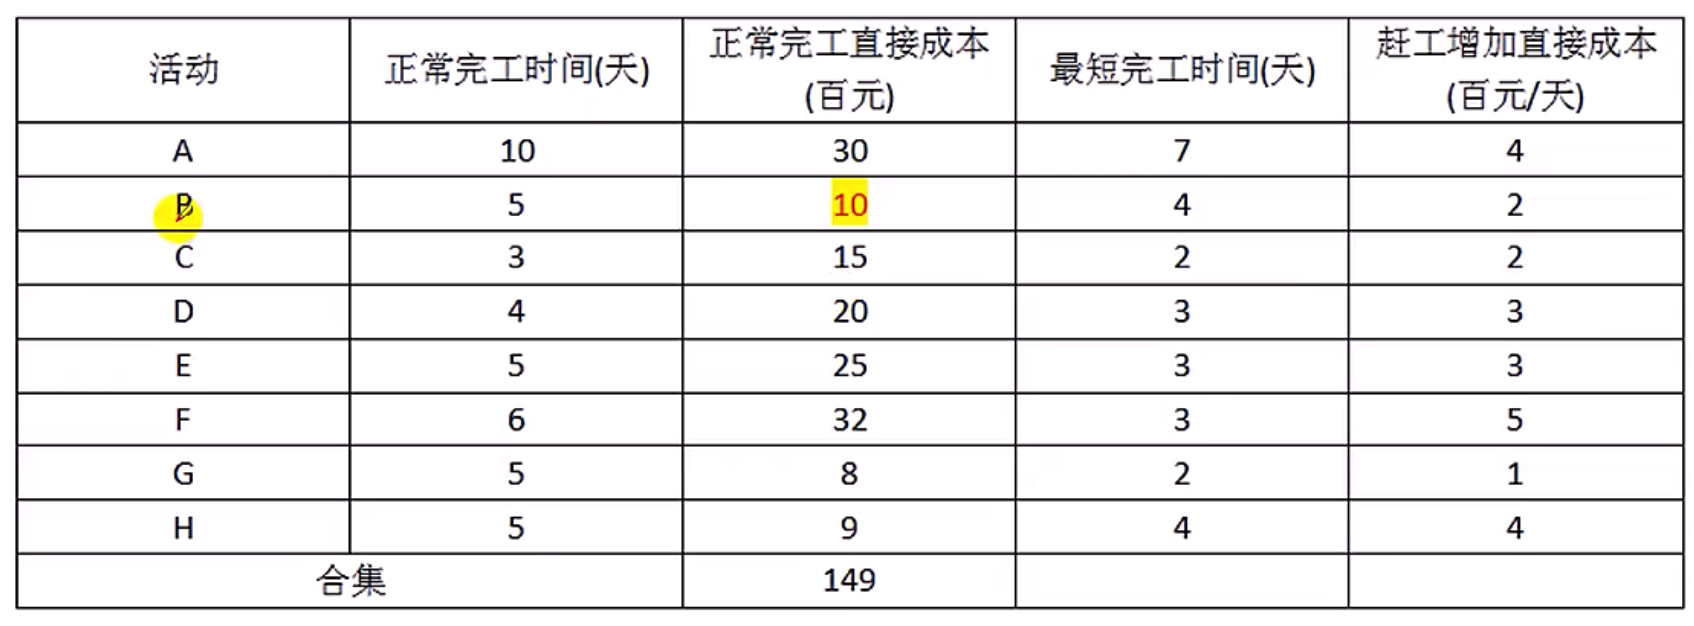 活动 正常完工时间(天) 正常完工直接成本(百元) 最短完工时间(天) 赶工增加直接成本(百元/天)
A 10 30 7 4
B 5 10 4 2
C 3 15 2 2
D 4 20 3 3
E 5 25 3 3
F 6 32 3 5
G 5 8 2 1
H 5 9 4 4
合集 149